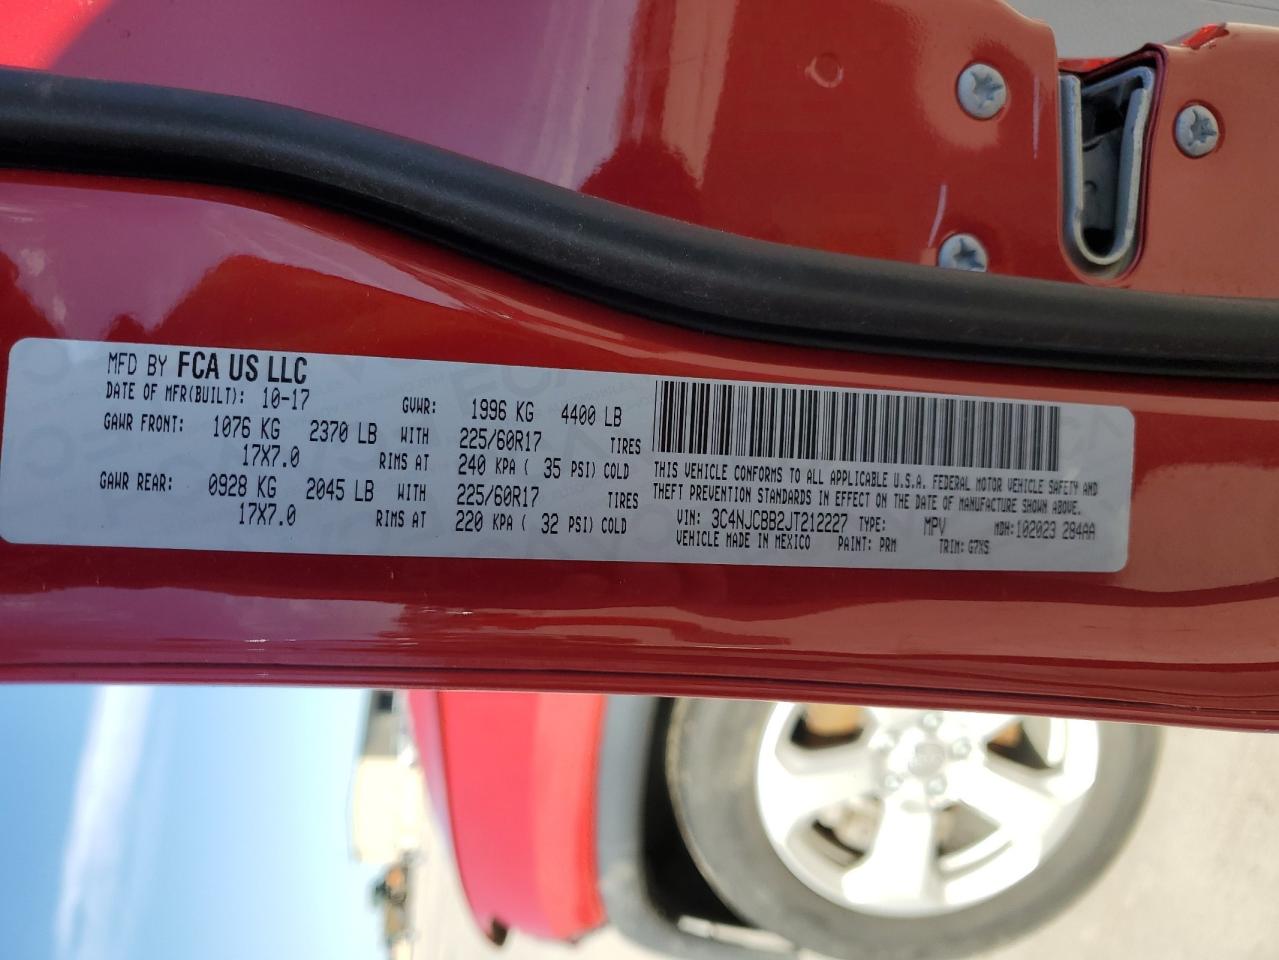 MFD BY FCA US LLC
DATE OF MFR(BUILT): 10-17 GVWR: 1996 KG 4400 LB
GAWR FRONT: 1076 KG 2370 LB WITH 225/60R17 TIRES
17X7.0 RIMS AT 240 KPA ( 35 PSI) COLD
GAWR REAR: 0928 KG 2045 LB WITH 225/60R17 TIRES
17X7.0 RIMS AT 220 KPA ( 32 PSI) COLD
THIS VEHICLE CONFORMS TO ALL APPLICABLE U.S.A. FEDERAL MOTOR VEHICLE SAFETY AND
THEFT PREVENTION STANDARDS IN EFFECT ON THE DATE OF MANUFACTURE SHOWN ABOVE.
VIN: 3C4NJCBB2JT212227 TYPE: MPV MDH:102023 284AA
VEHICLE MADE IN MEXICO PAINT: PRM TRIM: G7XS